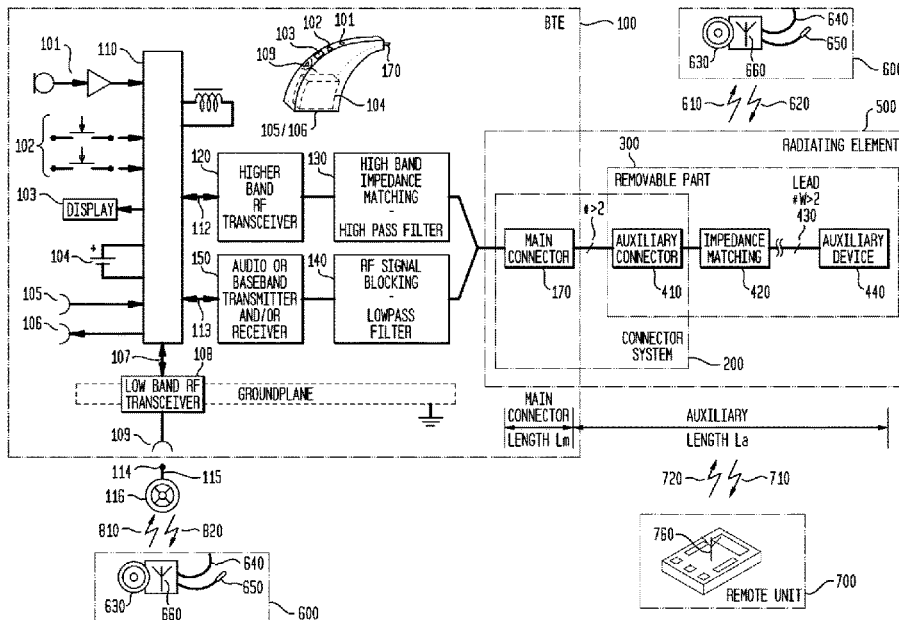 BTE
100
101
110
103 102 101
109
170
104
105/106
102
103
DISPLAY
+
104
105
106
107
108
112
113
120
HIGHER
BAND
RF
TRANSCEIVER
130
HIGH BAND
IMPEDANCE
MATCHING
-
HIGH PASS FILTER
150
AUDIO OR
BASEBAND
TRANSMITTER
AND/OR
RECEIVER
140
RF SIGNAL
BLOCKING
-
LOWPASS
FILTER
LOW BAND RF
TRANSCEIVER
GROUNDPLANE
109
114
115
116
810
820
640
650
630
660
600
640
650
630
660
600
610
620
500
RADIATING ELEMENT
300
REMOVABLE PART
LEAD
#W>2
430
#>2
MAIN
CONNECTOR
170
AUXILIARY
CONNECTOR
410
IMPEDANCE
MATCHING
420
AUXILIARY
DEVICE
440
CONNECTOR
SYSTEM
200
MAIN
CONNECTOR
LENGTH Lm
AUXILIARY
LENGTH La
720
710
760
REMOTE UNIT
700